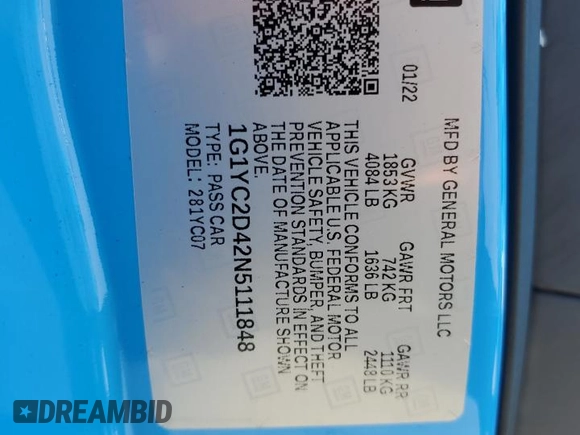 MFD BY GENERAL MOTORS LLC
01/22
GVWR GAWR FRT GAWR RR
1853 KG 742 KG 1110 KG
4084 LB 1636 LB 2448 LB
THIS VEHICLE CONFORMS TO ALL
APPLICABLE U.S. FEDERAL MOTOR
VEHICLE SAFETY, BUMPER, AND THEFT
PREVENTION STANDARDS IN EFFECT ON
THE DATE OF MANUFACTURE SHOWN
ABOVE.
1G1YC2D42N5111848
TYPE: PASS CAR
MODEL: 281YC07
DREAMBID